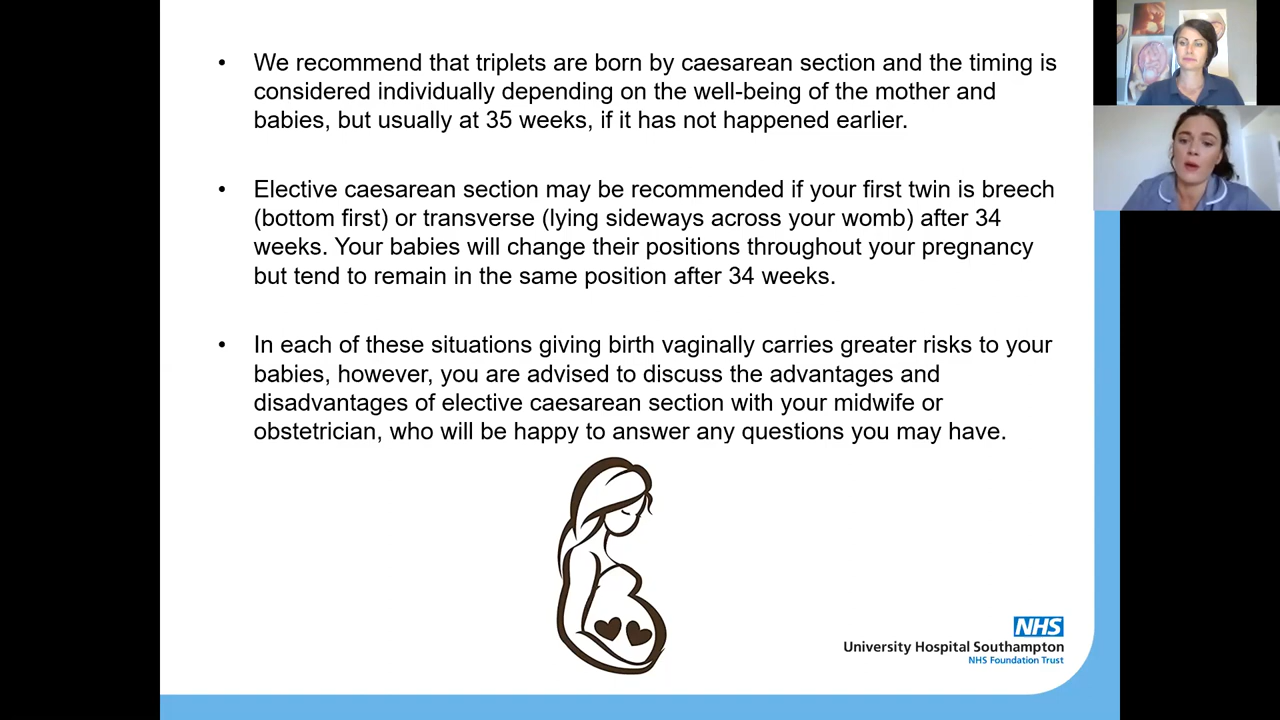 • We recommend that triplets are born by caesarean section and the timing is
considered individually depending on the well-being of the mother and
babies, but usually at 35 weeks, if it has not happened earlier.
• Elective caesarean section may be recommended if your first twin is breech
(bottom first) or transverse (lying sideways across your womb) after 34
weeks. Your babies will change their positions throughout your pregnancy
but tend to remain in the same position after 34 weeks.
• In each of these situations giving birth vaginally carries greater risks to your
babies, however, you are advised to discuss the advantages and
disadvantages of elective caesarean section with your midwife or
obstetrician, who will be happy to answer any questions you may have.
NHS
University Hospital Southampton
NHS Foundation Trust